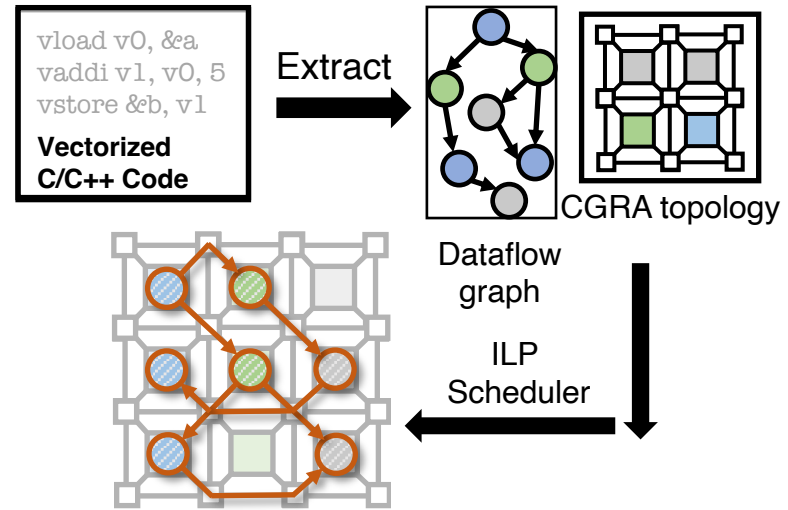 vload v0, &a
vaddi v1, v0, 5
vstore &b, v1
Vectorized
C/C++ Code
Extract
CGRA topology
Dataflow
graph
ILP
Scheduler